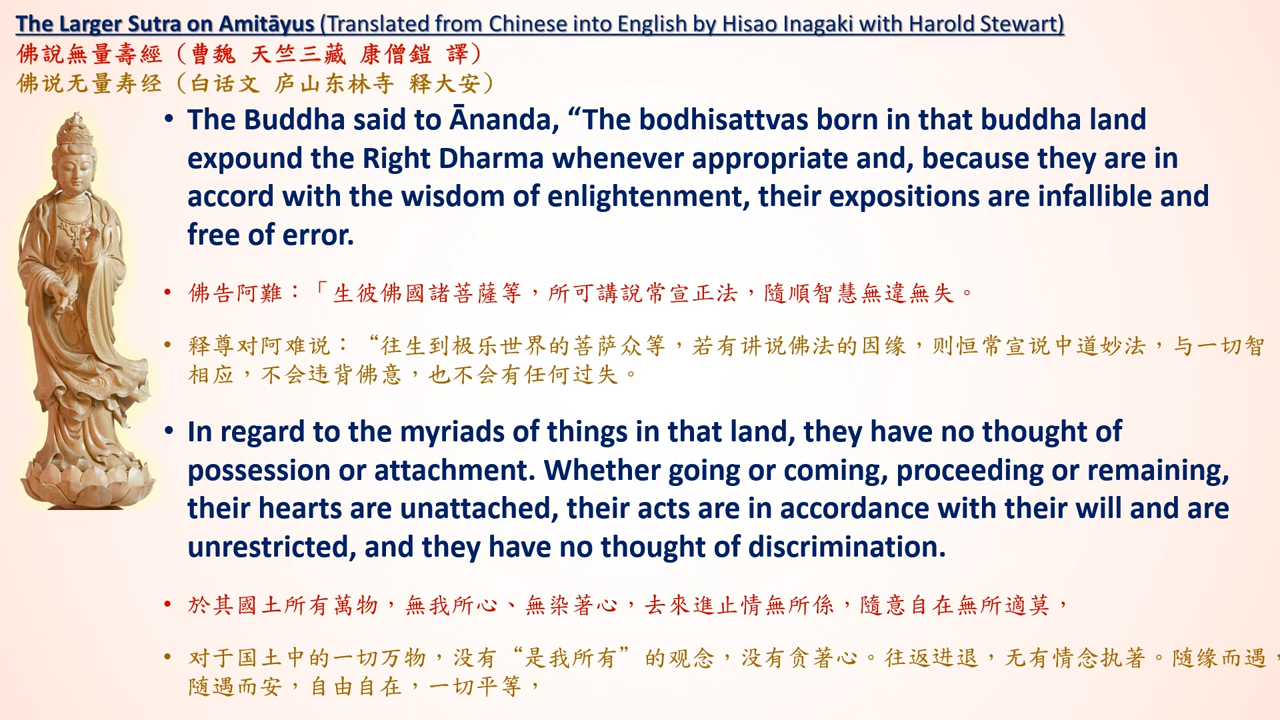 The Larger Sutra on Amitāyus (Translated from Chinese into English by Hisao Inagaki with Harold Stewart)
佛說無量壽經（曹魏 天竺三藏 康僧鎧 譯）
佛说无量寿经（白话文 庐山东林寺 释大安）
• The Buddha said to Ānanda, “The bodhisattvas born in that buddha land
expound the Right Dharma whenever appropriate and, because they are in
accord with the wisdom of enlightenment, their expositions are infallible and
free of error.
• 佛告阿難：「生彼佛國諸菩薩等，所可講說常宣正法，隨順智慧無違無失。
• 释尊对阿难说：“往生到极乐世界的菩萨众等，若有讲说佛法的因缘，则恒常宣说中道妙法，与一切智
相应，不会违背佛意，也不会有任何过失。
• In regard to the myriads of things in that land, they have no thought of
possession or attachment. Whether going or coming, proceeding or remaining,
their hearts are unattached, their acts are in accordance with their will and are
unrestricted, and they have no thought of discrimination.
• 於其國土所有萬物，無我所心、無染著心，去來進止情無所係，隨意自在無所適莫，
• 对于国土中的一切万物，没有“是我所有”的观念，没有贪著心。往返进退，无有情念执著。随缘而遇，
随遇而安，自由自在，一切平等，